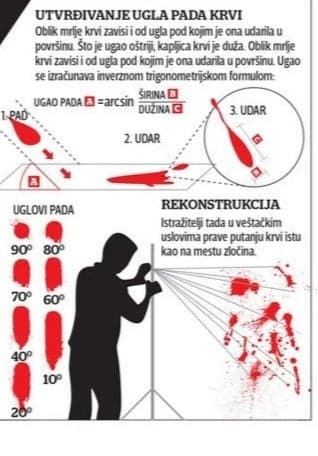 UTVRĐIVANJE UGLA PADA KRVI
Oblik mrlje krvi zavisi i od ugla pod kojim je ona udarila u
površinu. Što je ugao oštriji, kapljica krvi je duža. Oblik mrlje
krvi zavisi i od ugla pod kojim je ona udarila u površinu. Ugao
se izračunava inverznom trigonometrijskom formulom:
UGAO PADA A =arcsin ŠIRINA B
DUŽINA C
1. PAD
2. UDAR
3. UDAR
C
B
A
UGLOVI PADA
90° 80°
70° 60°
40° 10°
20°
REKONSTRUKCIJA
Istražitelji tada u veštačkim
uslovima prave putanju krvi istu
kao na mestu zločina.